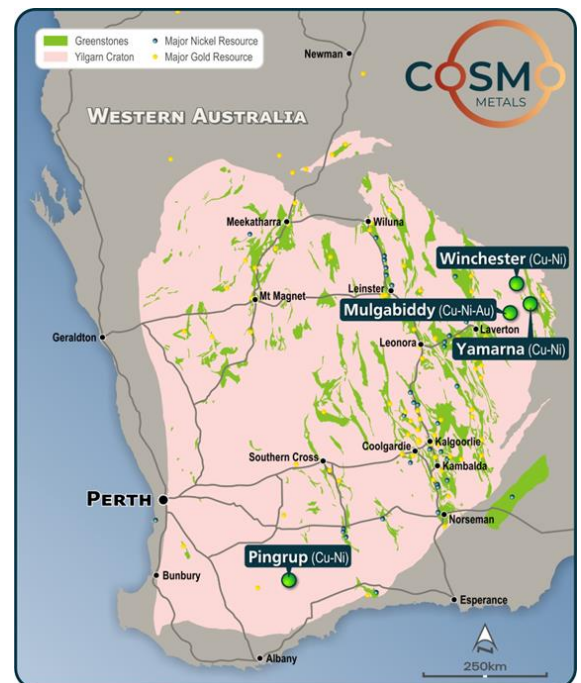 Greenstones
Major Nickel Resource
Yilgarn Craton
Major Gold Resource
COSMO
METALS
Newman
WESTERN AUSTRALIA
Meekatharra
Wiluna
Winchester (Cu-Ni)
Leinster
Mt Magnet
Mulgabiddy (Cu-Ni-Au)
Laverton
Geraldton
Leonora
Yamarna (Cu-Ni)
Kalgoorlie
Coolgardie
Southern Cross
Kambalda
PERTH
Norseman
Pingrup (Cu-Ni)
Bunbury
Esperance
Albany
N
250km